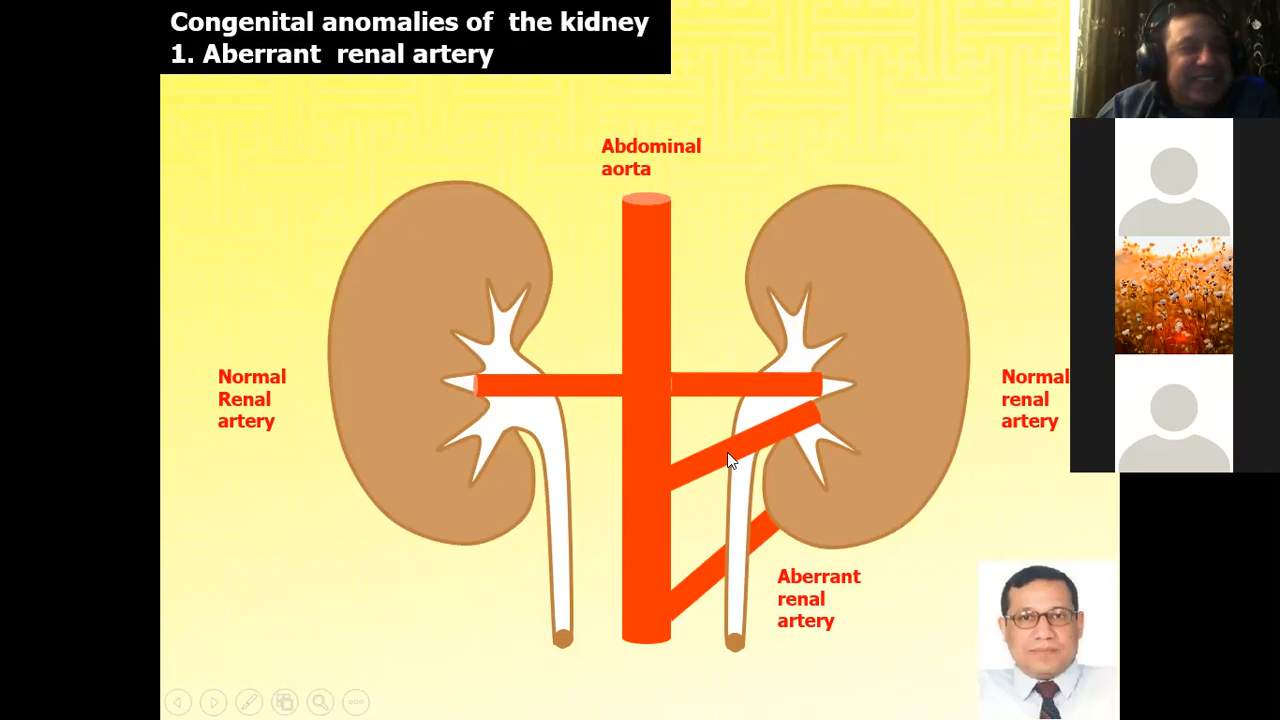 Congenital anomalies of the kidney
1. Aberrant renal artery
Abdominal
aorta
Normal
Renal
artery
Normal
renal
artery
Aberrant
renal
artery